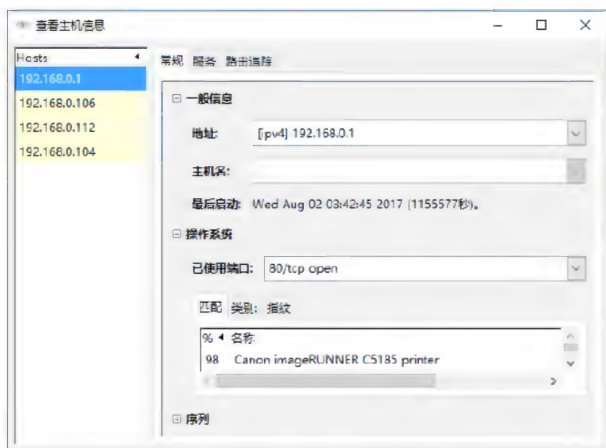 查看主机信息
Hosts
192.168.0.1
192.168.0.106
192.168.0.112
192.168.0.104
常规 服务 路由追踪
一般信息
地址: [ipv4] 192.168.0.1
主机名:
最后启动: Wed Aug 02 03:42:45 2017 (1155577秒)。
操作系统
已使用端口: 80/tcp open
匹配 类别: 指纹
% 名称
98 Canon imageRUNNER C5185 printer
序列